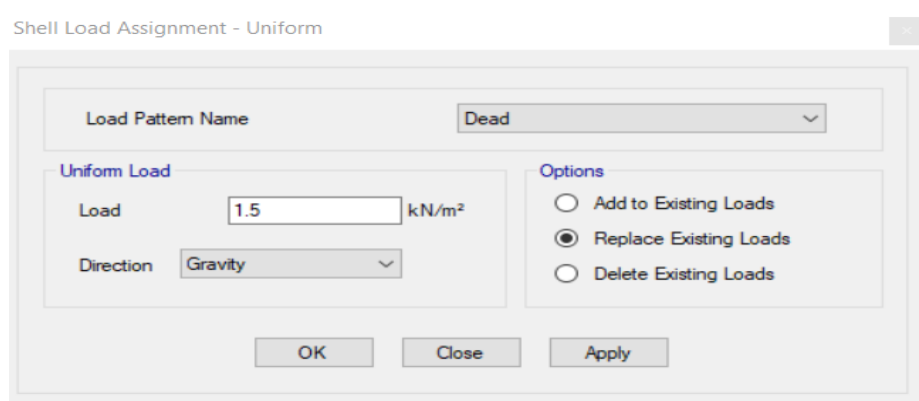 Shell Load Assignment - Uniform
Load Pattern Name Dead
Uniform Load
Load 1.5 kN/m²
Direction Gravity
Options
Add to Existing Loads
Replace Existing Loads
Delete Existing Loads
OK Close Apply